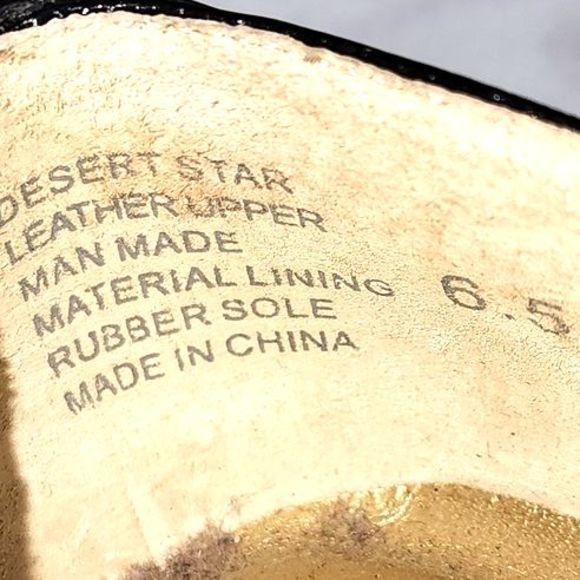 DESERT STAR
LEATHER UPPER
MAN MADE
MATERIAL LINING
RUBBER SOLE
MADE IN CHINA
6.5